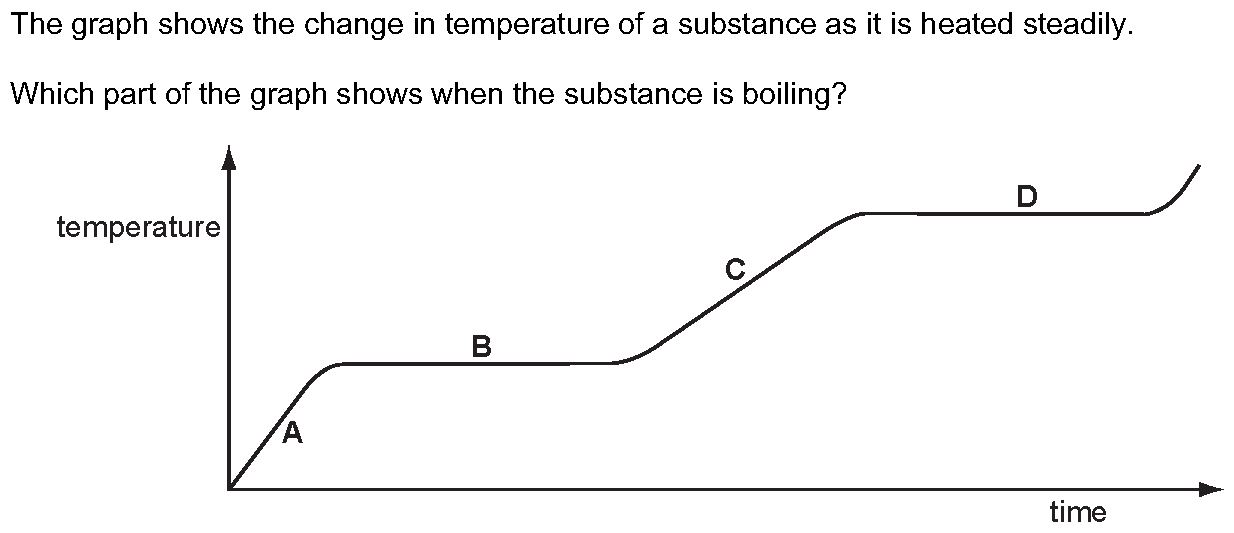 The graph shows the change in temperature of a substance as it is heated steadily.
Which part of the graph shows when the substance is boiling?
D
temperature
C
B
A
time